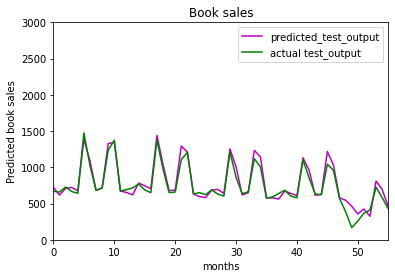 Book sales
predicted_test_output
actual test_output
Predicted book sales
3000
2500
2000
1500
1000
500
0
0 10 20 30 40 50
months